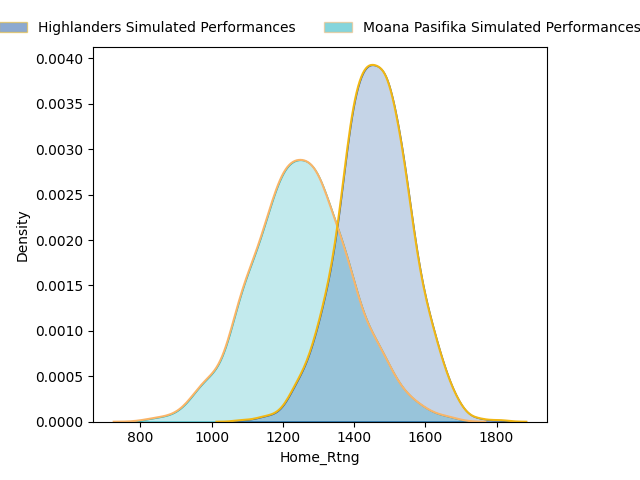 Highlanders Simulated Performances Moana Pasifika Simulated Performances
0.0040
0.0035
0.0030
0.0025
0.0020
0.0015
0.0010
0.0005
0.0000
Density
800 1000 1200 1400 1600 1800
Home_Rtng